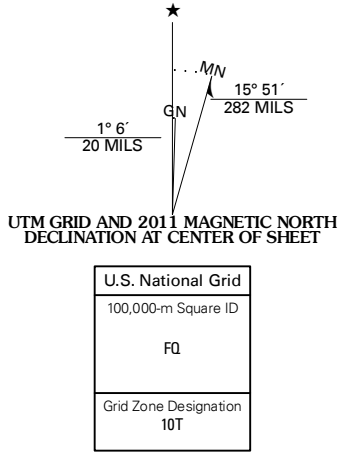 ★
MN
15° 51´
282 MILS
GN
1° 6´
20 MILS
UTM GRID AND 2011 MAGNETIC NORTH
DECLINATION AT CENTER OF SHEET
U.S. National Grid
100,000-m Square ID
FQ
Grid Zone Designation
10T